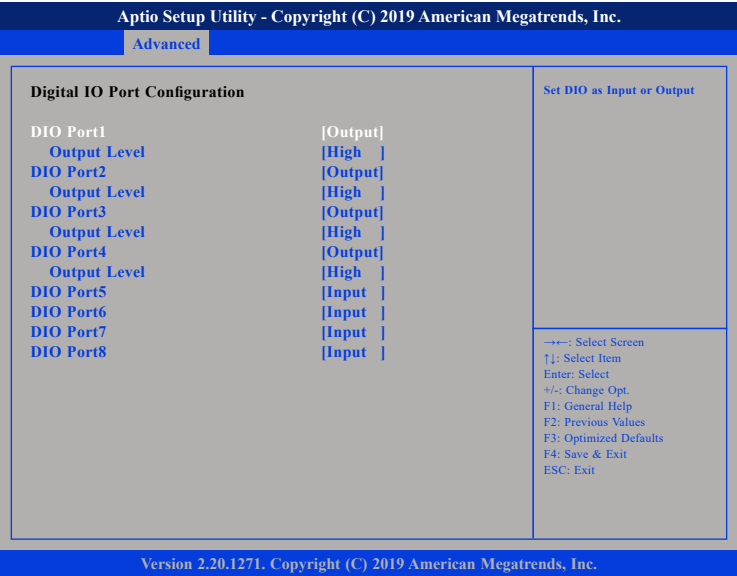 Aptio Setup Utility - Copyright (C) 2019 American Megatrends, Inc.
Advanced
Digital IO Port Configuration
DIO Port1 [Output]
Output Level [High ]
DIO Port2 [Output]
Output Level [High ]
DIO Port3 [Output]
Output Level [High ]
DIO Port4 [Output]
Output Level [High ]
DIO Port5 [Input ]
DIO Port6 [Input ]
DIO Port7 [Input ]
DIO Port8 [Input ]
Set DIO as Input or Output
→←: Select Screen
↑↓: Select Item
Enter: Select
+/-: Change Opt.
F1: General Help
F2: Previous Values
F3: Optimized Defaults
F4: Save & Exit
ESC: Exit
Version 2.20.1271. Copyright (C) 2019 American Megatrends, Inc.